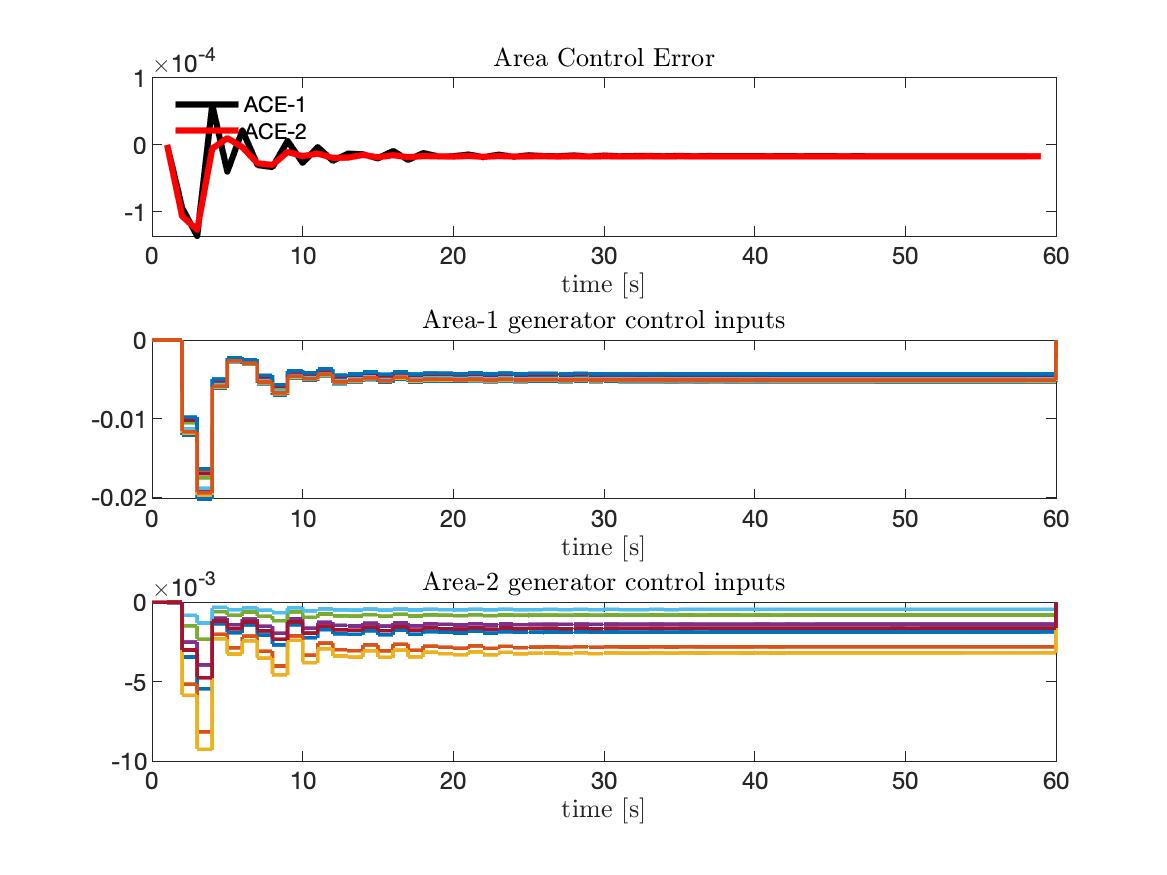 Area Control Error
×10-4
1
0
-1
ACE-1
ACE-2
0 10 20 30 40 50 60
time [s]
Area-1 generator control inputs
0
-0.01
-0.02
0 10 20 30 40 50 60
time [s]
Area-2 generator control inputs
×10-3
0
-5
-10
0 10 20 30 40 50 60
time [s]